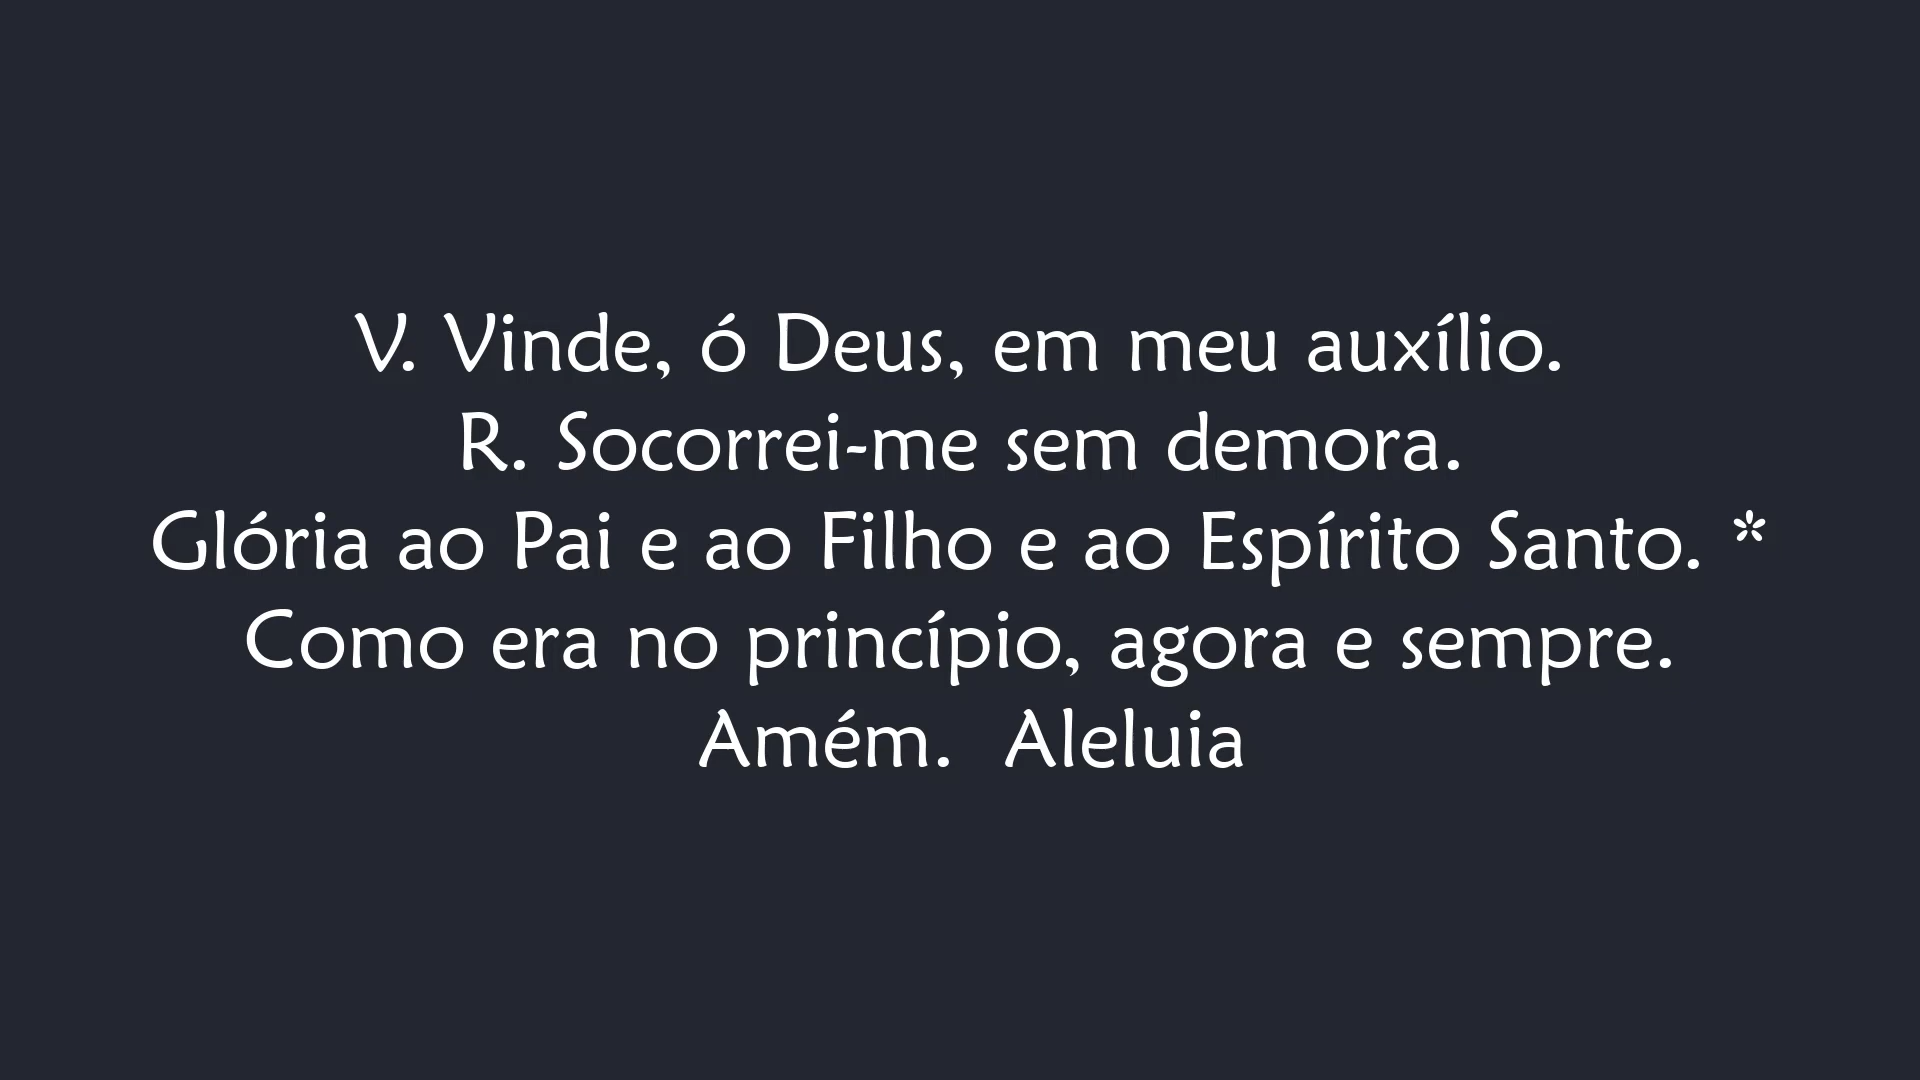 V. Vinde, ó Deus, em meu auxílio.
R. Socorrei-me sem demora.
Glória ao Pai e ao Filho e ao Espírito Santo. *
Como era no princípio, agora e sempre.
Amém.  Aleluia